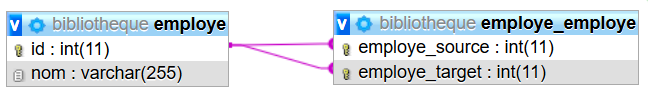 bibliotheque employe
id : int(11)
nom : varchar(255)
bibliotheque employe_employe
employe_source : int(11)
employe_target : int(11)